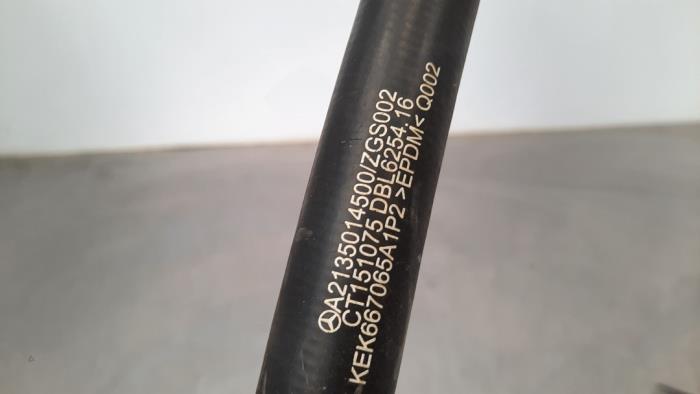 A2135014500/ZGS002
CT151075 DBL6254.16
KEK667065A1P2 >EPDM< Q002